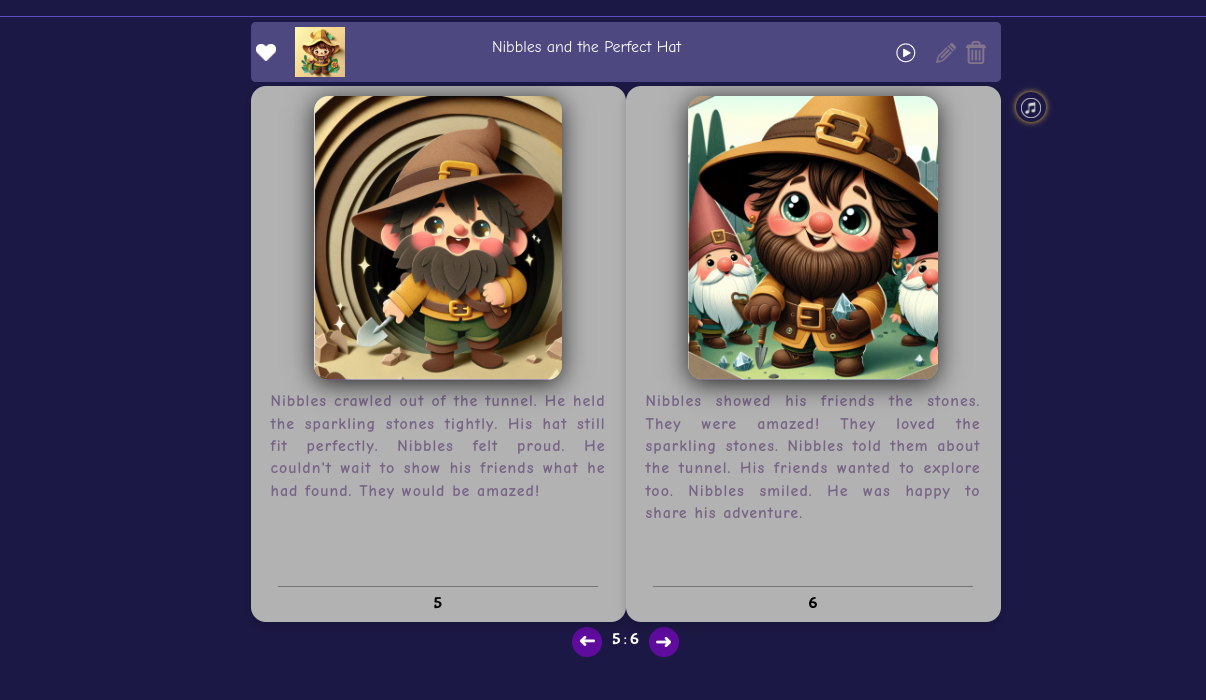 Nibbles and the Perfect Hat
Nibbles crawled out of the tunnel. He held
the sparkling stones tightly. His hat still
fit perfectly. Nibbles felt proud. He
couldn't wait to show his friends what he
had found. They would be amazed!
5
Nibbles showed his friends the stones.
They were amazed! They loved the
sparkling stones. Nibbles told them about
the tunnel. His friends wanted to explore
too. Nibbles smiled. He was happy to
share his adventure.
6
5 : 6